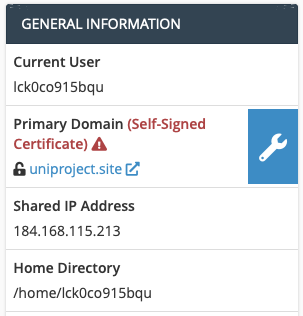 GENERAL INFORMATION
Current User
lck0co915bqu
Primary Domain (Self-Signed
Certificate)
uniproject.site
Shared IP Address
184.168.115.213
Home Directory
/home/lck0co915bqu